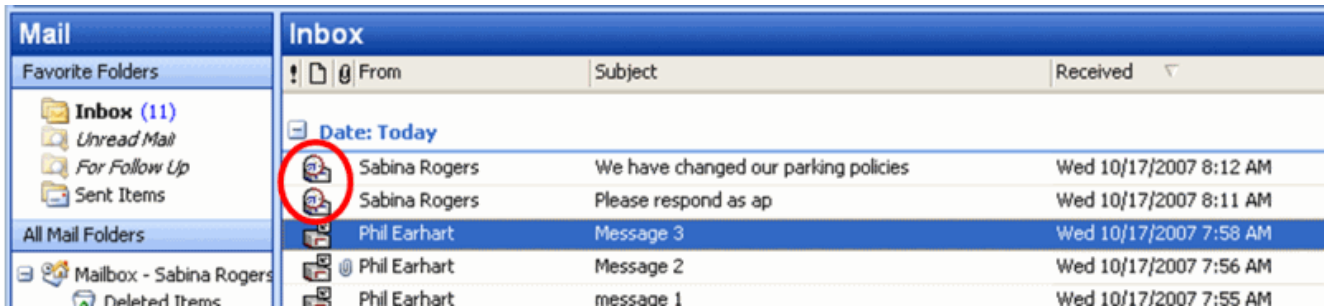 Mail
Inbox
Favorite Folders
! From Subject Received
Inbox (11)
Unread Mail
For Follow Up
Sent Items
Date: Today
Sabina Rogers We have changed our parking policies Wed 10/17/2007 8:12 AM
Sabina Rogers Please respond as ap Wed 10/17/2007 8:11 AM
All Mail Folders
Phil Earhart Message 3 Wed 10/17/2007 7:58 AM
Mailbox - Sabina Rogers
Phil Earhart Message 2 Wed 10/17/2007 7:56 AM
Deleted Items
Phil Earhart message 1 Wed 10/17/2007 7:55 AM